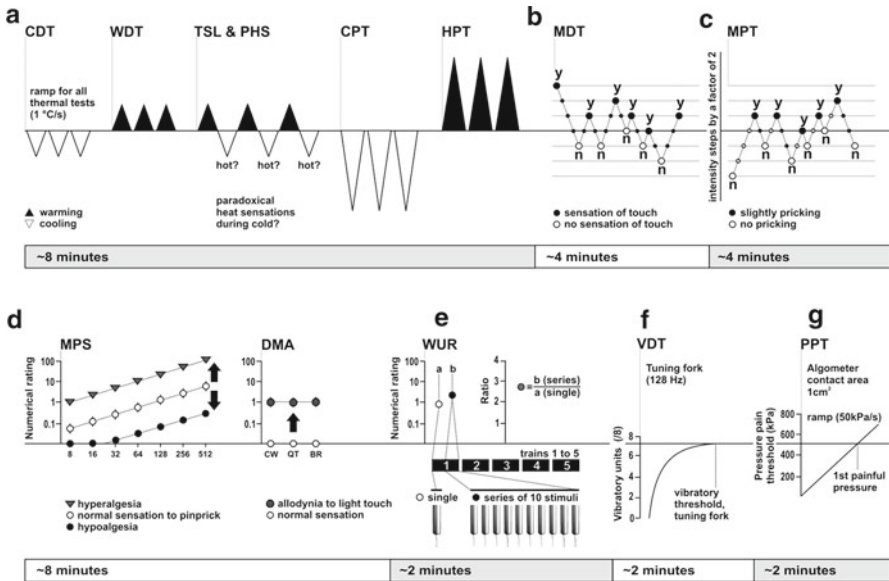 a
CDT
WDT
TSL & PHS
CPT
HPT
ramp for all
thermal tests
(1 °C/s)
hot?
hot?
hot?
paradoxical
heat sensations
during cold?
warming
cooling
~8 minutes
b
MDT
y
y
y
y
y
y
n
n
n
n
sensation of touch
no sensation of touch
~4 minutes
c
MPT
intensity steps by a factor of 2
y
y
y
y
y
n
n
n
n
n
n
slightly pricking
no pricking
~4 minutes
d
MPS
Numerical rating
100
10
1
0.1
8 16 32 64 128 256 512
hyperalgesia
normal sensation to pinprick
hypoalgesia
DMA
Numerical rating
100
10
1
0.1
CW QT BR
allodynia to light touch
normal sensation
~8 minutes
e
WUR
Numerical rating
100
10
1
0.1
a b
Ratio
4
3
2
1
= b (series)
a (single)
trains 1 to 5
1 2 3 4 5
single
series of 10 stimuli
~2 minutes
f
VDT
Tuning fork
(128 Hz)
Vibratory units (/8)
8
6
4
2
0
vibratory
threshold,
tuning fork
~2 minutes
g
PPT
Algometer
contact area
1cm²
ramp (50kPa/s)
Pressure pain
threshold (kPa)
800
600
400
200
1st painful
pressure
~2 minutes